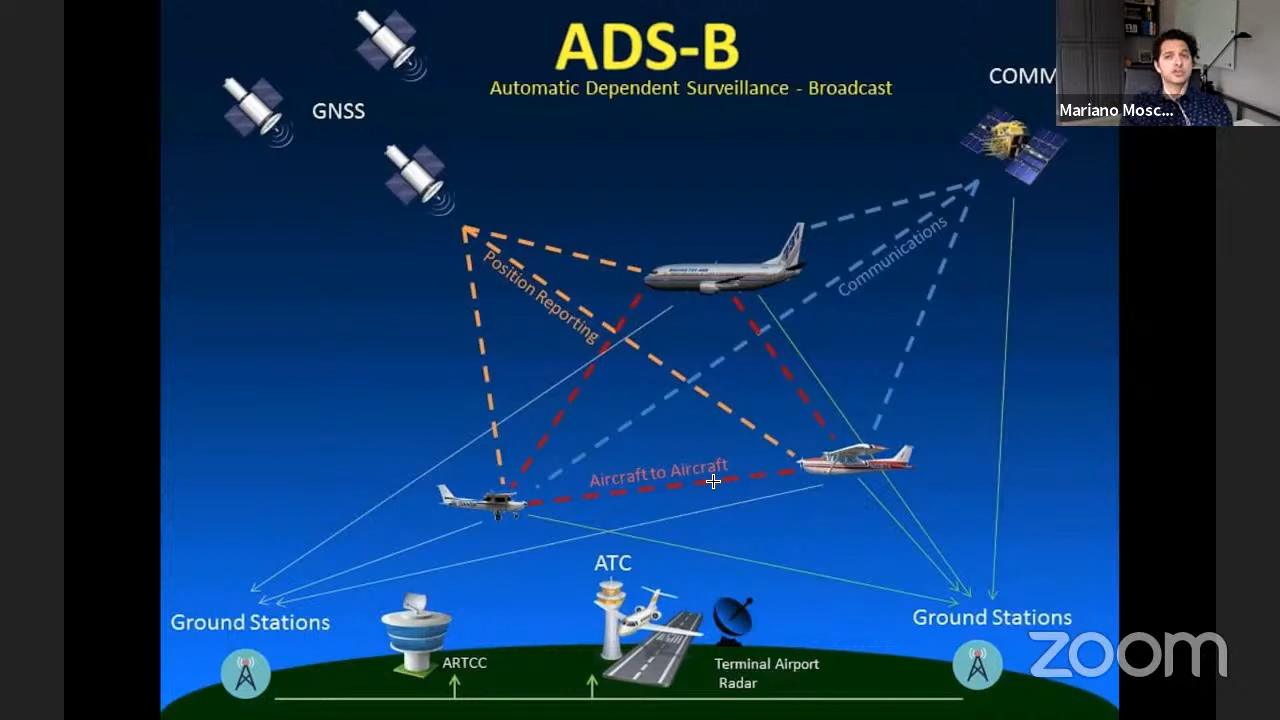 ADS-B
Automatic Dependent Surveillance - Broadcast
GNSS
COMM
Mariano Mosc...
Position Reporting
Communications
Aircraft to Aircraft
ATC
Ground Stations
Ground Stations
ARTCC
Terminal Airport
Radar
zoom